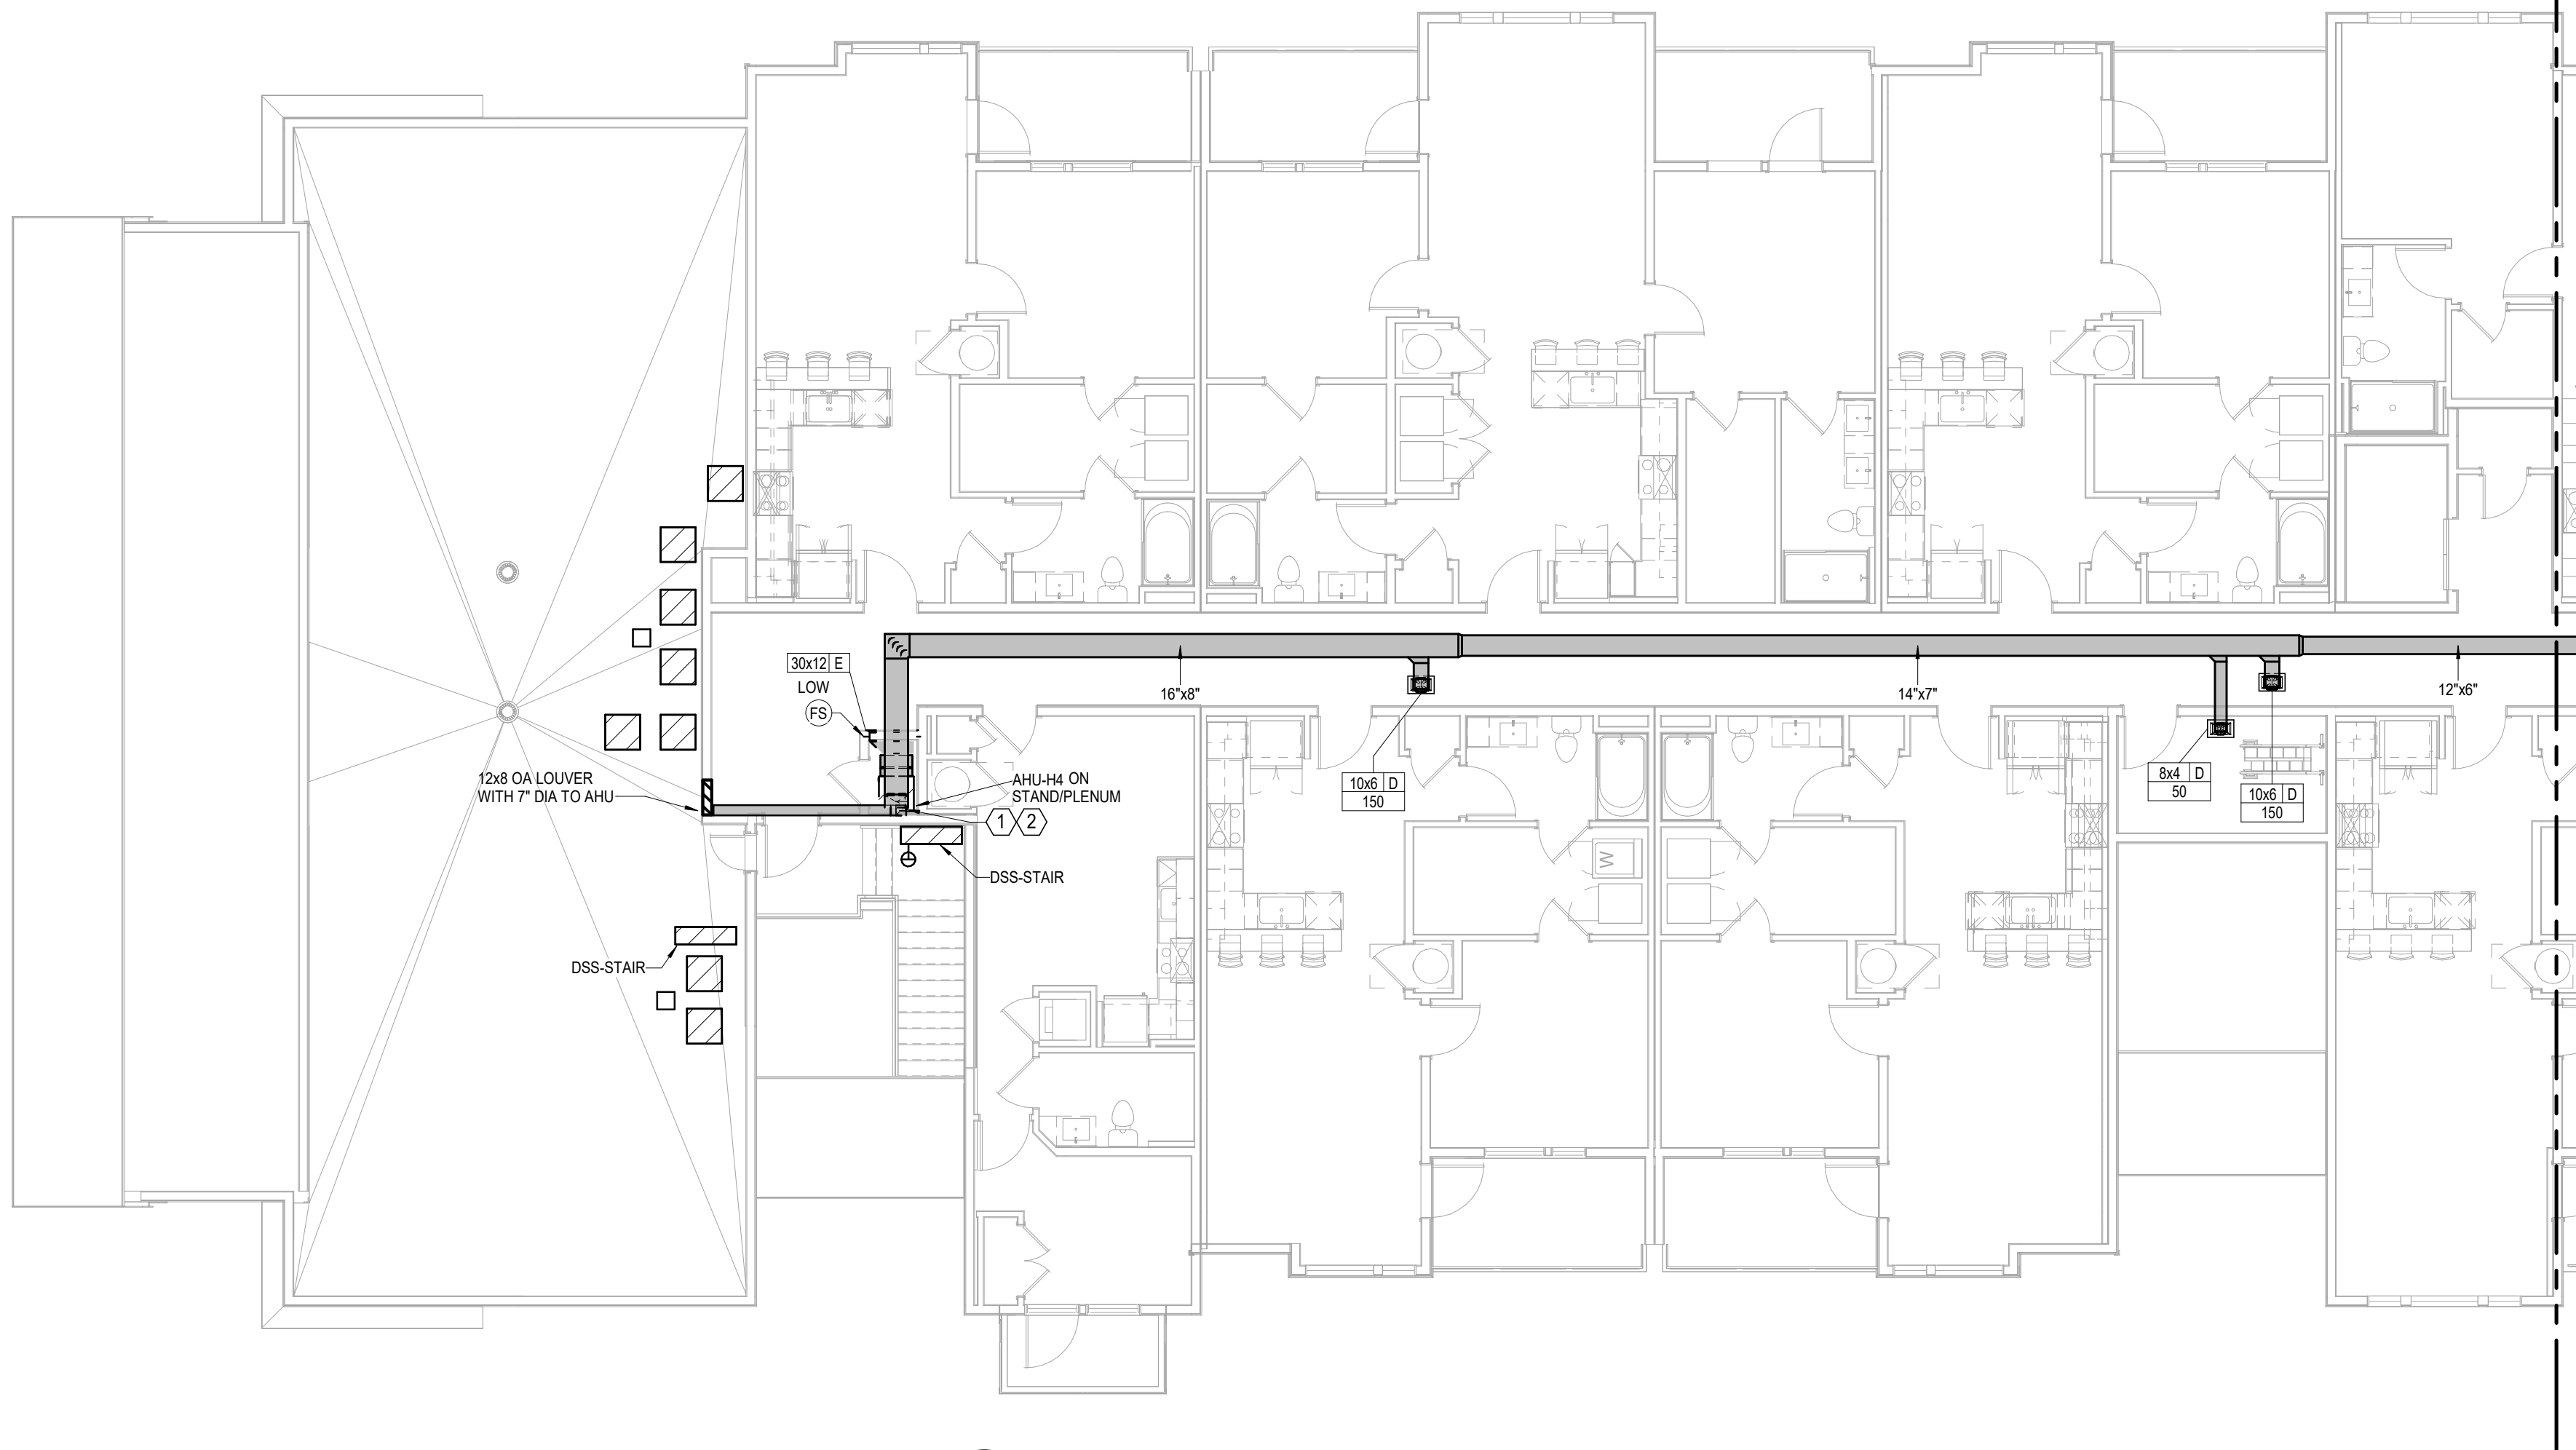 30x12 E
LOW
FS
16"x8"
14"x7"
12"x6"
12x8 OA LOUVER
WITH 7" DIA TO AHU
AHU-H4 ON
STAND/PLENUM
1 2
10x6 D
150
8x4 D
50
10x6 D
150
W
DSS-STAIR
DSS-STAIR